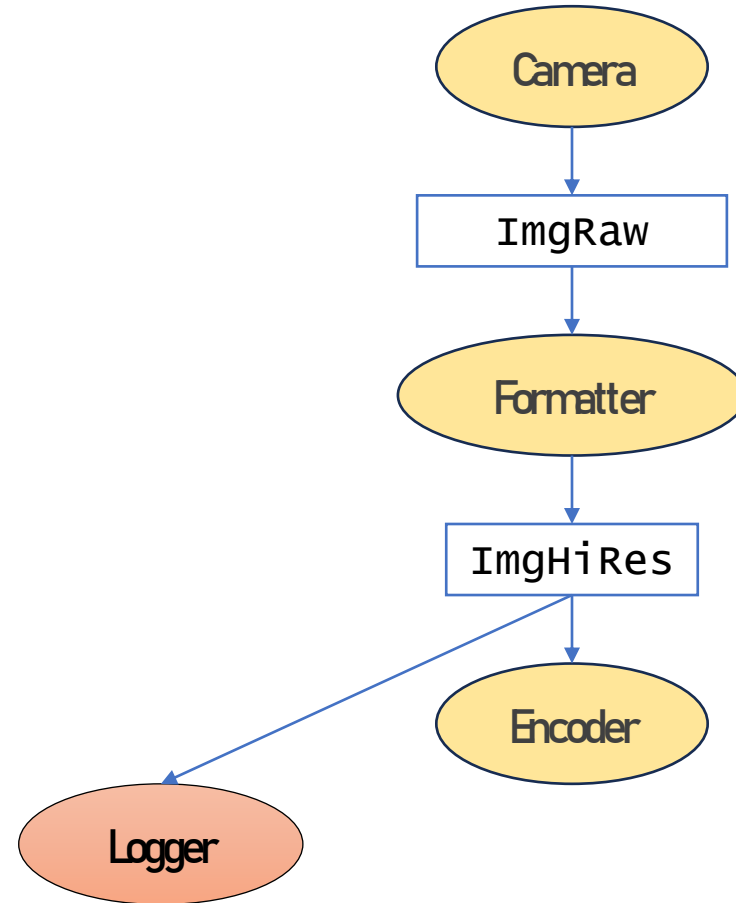 Camera
ImgRaw
Formatter
ImgHiRes
Encoder
Logger